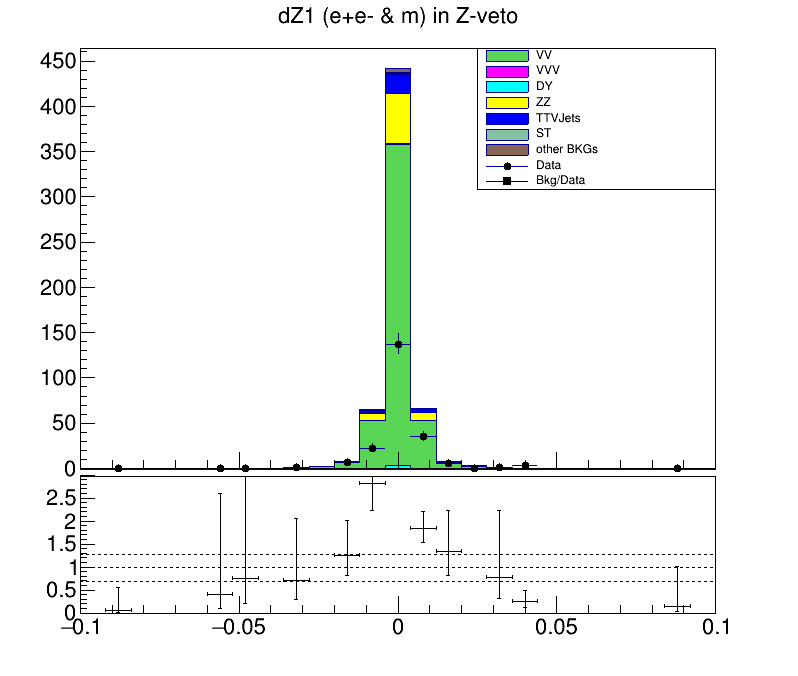 dZ1 (e+e- & m) in Z-veto
450
400
350
300
250
200
150
100
50
0
VV
VVV
DY
ZZ
TTVJets
ST
other BKGs
Data
Bkg/Data
2.5
2
1.5
1
0.5
0
−0.1
−0.05
0
0.05
0.1